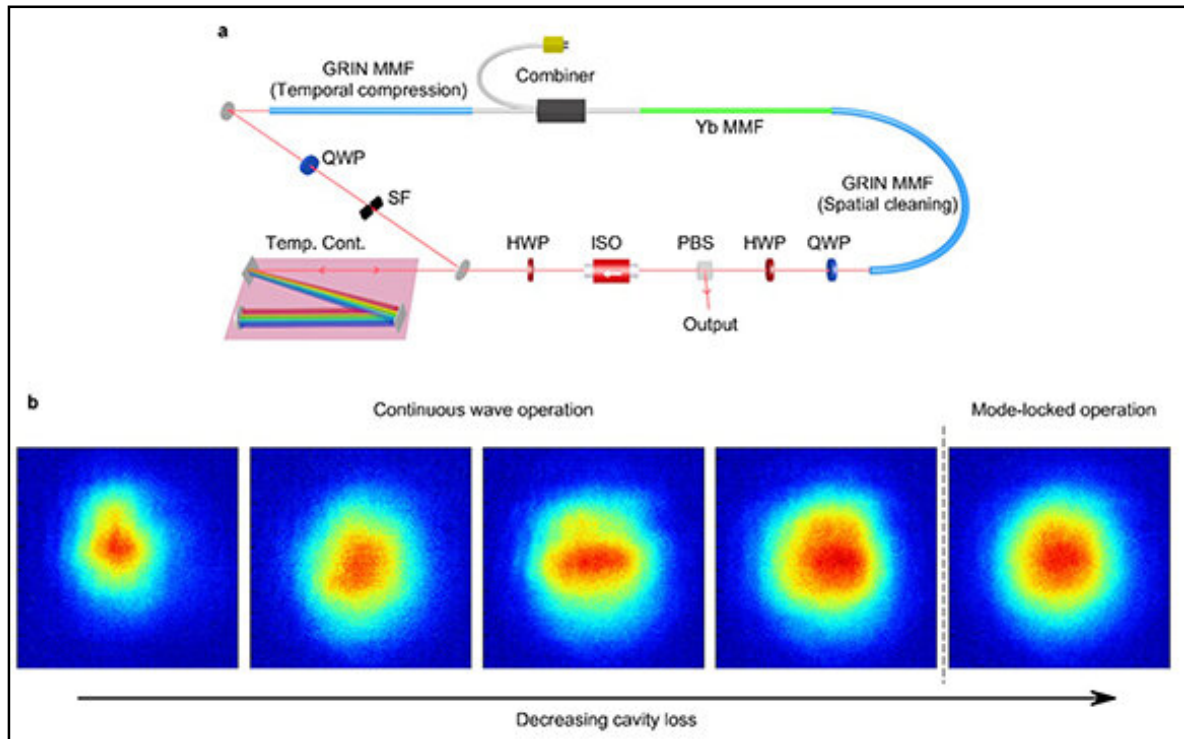 a
GRIN MMF
(Temporal compression)
Combiner
Yb MMF
QWP
GRIN MMF
(Spatial cleaning)
SF
Temp. Cont.
HWP
ISO
PBS
HWP
QWP
Output
b
Continuous wave operation
Mode-locked operation
Decreasing cavity loss